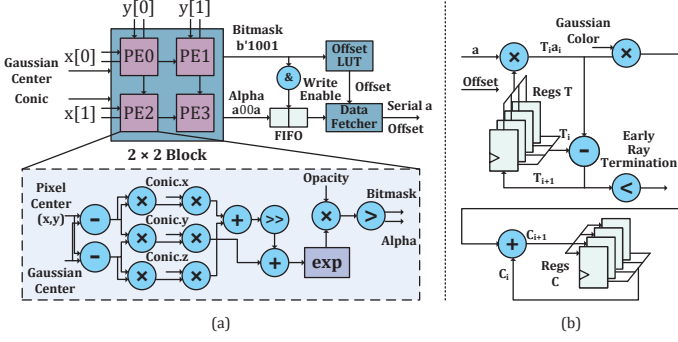 y[0] y[1]
x[0]
Gaussian
Center
Conic
x[1]
PE0 PE1
PE2 PE3
2 × 2 Block
Bitmask
b'1001
Offset
LUT
&
Write
Enable
Offset
Alpha
a00a
FIFO
Data
Fetcher
Serial a
Offset
Pixel
Center
(x,y)
Gaussian
Center
− −
× × ×
Conic.x
Conic.y
Conic.z
× × ×
+ >>
+
exp
Opacity
×
>
Bitmask
Alpha
(a)
a
Offset
×
Tᵢaᵢ
Gaussian
Color
×
Regs T
Tᵢ
−
Tᵢ₊₁
Early
Ray
Termination
<
+
Cᵢ₊₁
Cᵢ
Regs
C
(b)